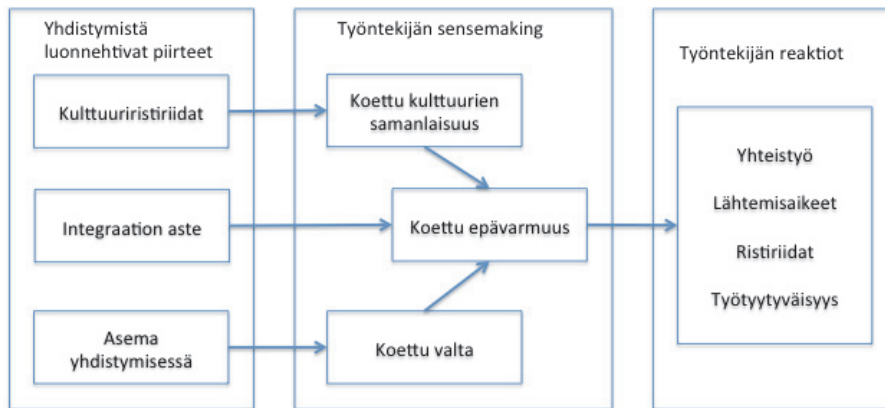 Yhdistymistä
luonnehtivat piirteet
Kulttuuriristiriidat
Integraation aste
Asema
yhdistymisessä
Työntekijän sensemaking
Koettu kulttuurien
samanlaisuus
Koettu epävarmuus
Koettu valta
Työntekijän reaktiot
Yhteistyö
Lähtemisaikeet
Ristiriidat
Työtyytyväisyys